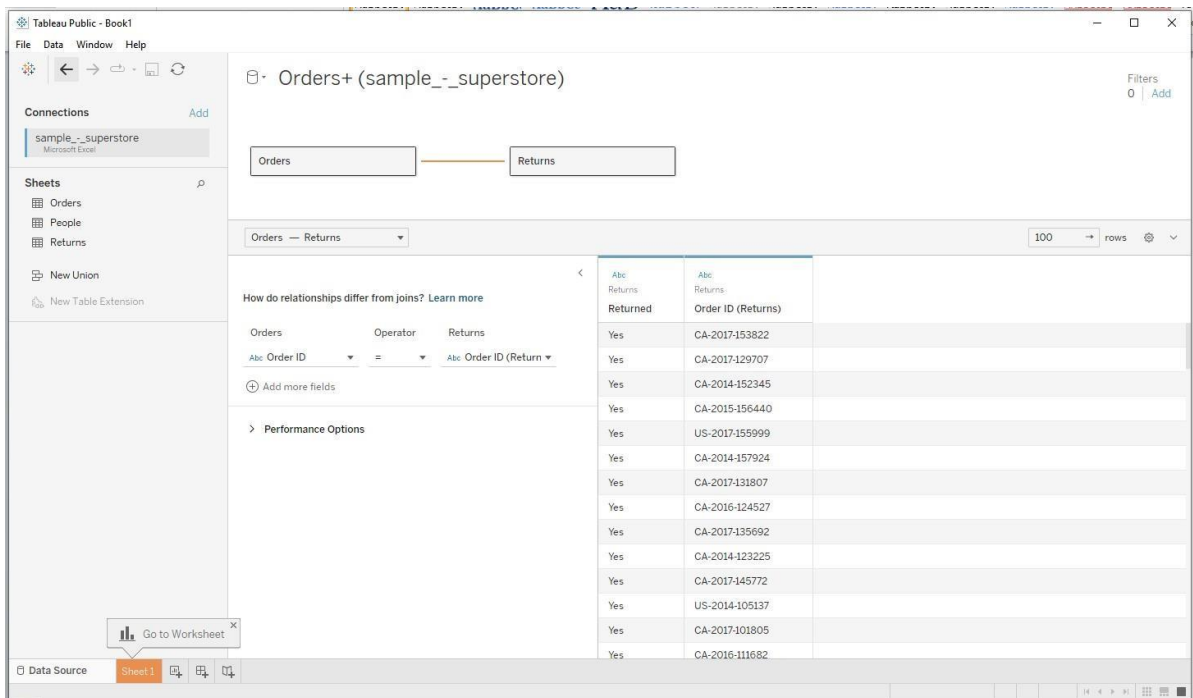 Tableau Public - Book1
File Data Window Help
Orders+ (sample_-_superstore)
Filters
0 Add
Connections Add
sample_-_superstore
Microsoft Excel
Orders Returns
Sheets
Orders
People
Returns
New Union
New Table Extension
Orders — Returns
100 → rows
How do relationships differ from joins? Learn more
Orders Operator Returns
Abc Order ID = Abc Order ID (Return
Add more fields
Performance Options
Abc Abc
Returns Returns
Returned Order ID (Returns)
Yes CA-2017-153822
Yes CA-2017-129707
Yes CA-2014-152345
Yes CA-2015-156440
Yes US-2017-155999
Yes CA-2014-157924
Yes CA-2017-131807
Yes CA-2016-124527
Yes CA-2017-135692
Yes CA-2014-123225
Yes CA-2017-145772
Yes US-2014-105137
Yes CA-2017-101805
Yes CA-2016-111682
Go to Worksheet
Data Source Sheet 1